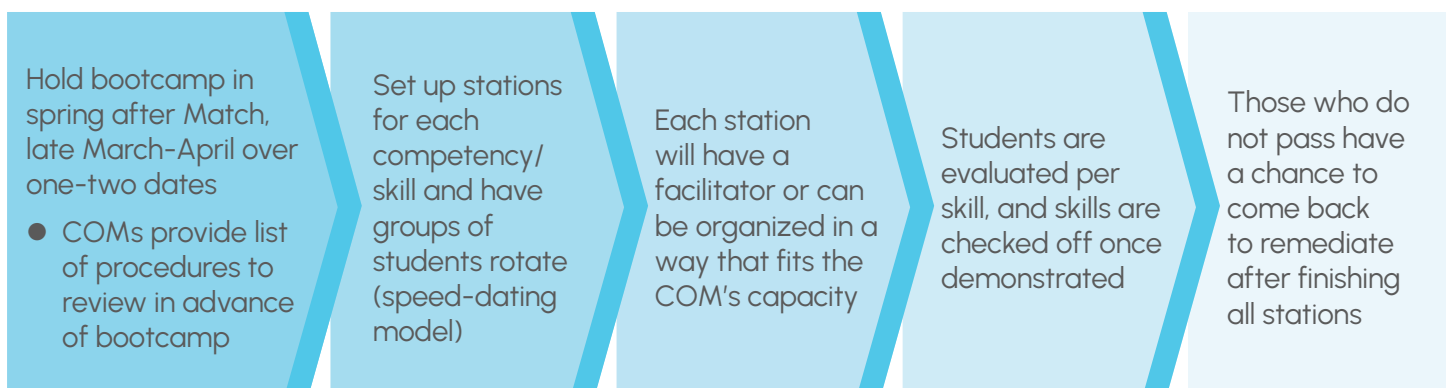 Hold bootcamp in
spring after Match,
late March-April over
one-two dates
● COMs provide list
of procedures to
review in advance
of bootcamp
Set up stations
for each
competency/
skill and have
groups of
students rotate
(speed-dating
model)
Each station
will have a
facilitator or can
be organized in a
way that fits the
COM's capacity
Students are
evaluated per
skill, and skills are
checked off once
demonstrated
Those who do
not pass have
a chance to
come back
to remediate
after finishing
all stations